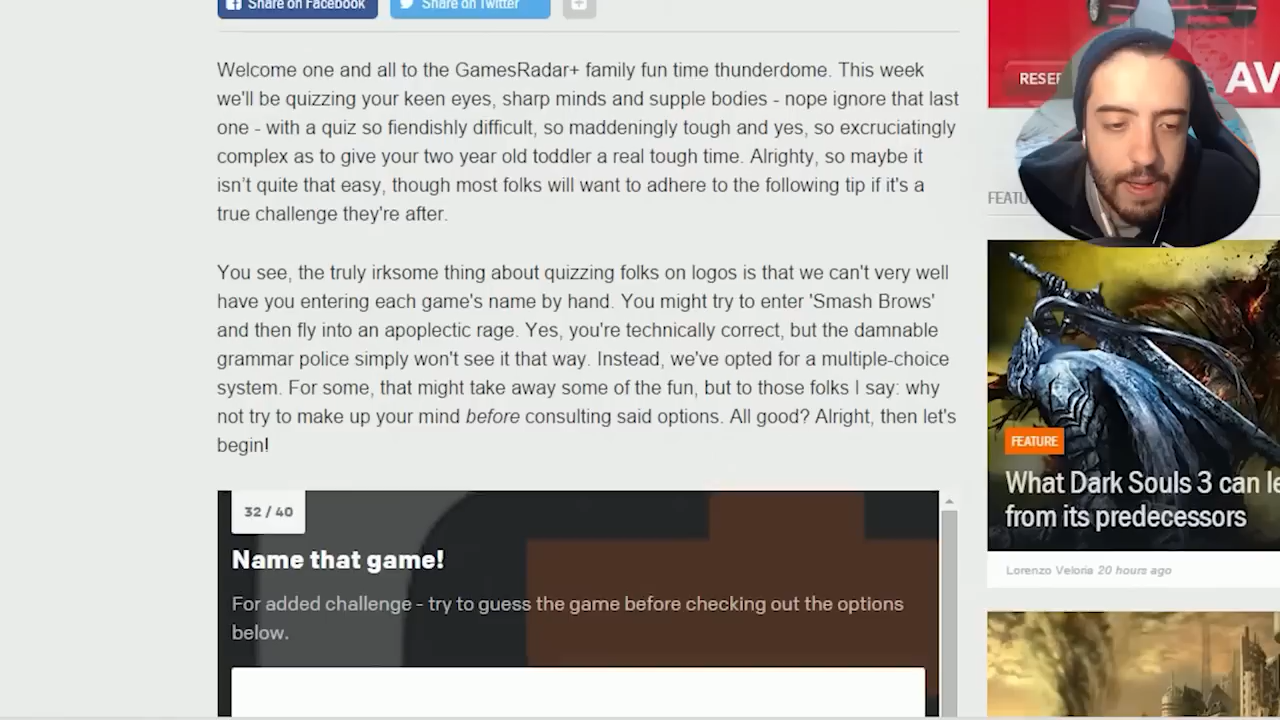 Share on Facebook
Share on Twitter
Welcome one and all to the GamesRadar+ family fun time thunderdome. This week
we'll be quizzing your keen eyes, sharp minds and supple bodies - nope ignore that last
one - with a quiz so fiendishly difficult, so maddeningly tough and yes, so excruciatingly
complex as to give your two year old toddler a real tough time. Alrighty, so maybe it
isn't quite that easy, though most folks will want to adhere to the following tip if it's a
true challenge they're after.
You see, the truly irksome thing about quizzing folks on logos is that we can't very well
have you entering each game's name by hand. You might try to enter 'Smash Brows'
and then fly into an apoplectic rage. Yes, you're technically correct, but the damnable
grammar police simply won't see it that way. Instead, we've opted for a multiple-choice
system. For some, that might take away some of the fun, but to those folks I say: why
not try to make up your mind before consulting said options. All good? Alright, then let's
begin!
32 / 40
Name that game!
For added challenge - try to guess the game before checking out the options
below.
RESE
AV
FEATU
FEATURE
What Dark Souls 3 can le
from its predecessors
Lorenzo Veloria 20 hours ago